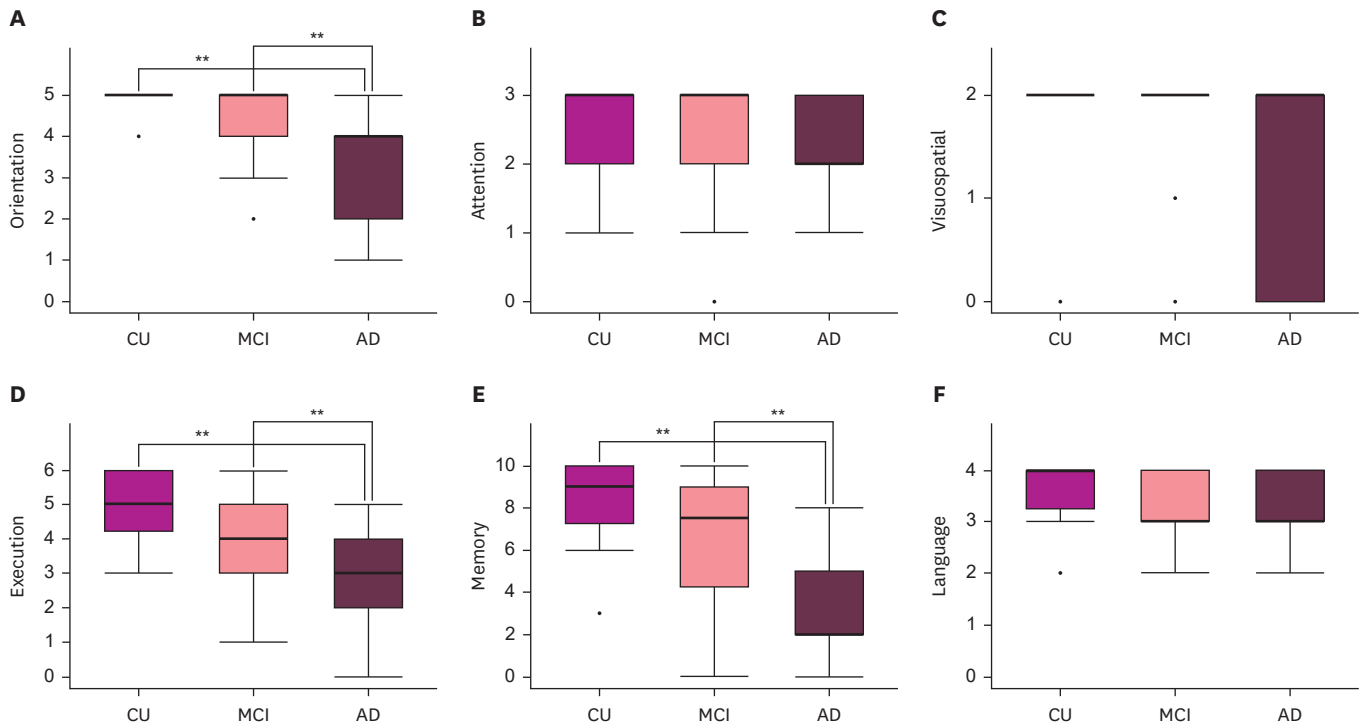 A
**
**
Orientation
5
4
3
2
1
0
CU MCI AD
B
Attention
3
2
1
0
CU MCI AD
C
Visuospatial
2
1
0
CU MCI AD
D
**
**
Execution
6
5
4
3
2
1
0
CU MCI AD
E
**
**
Memory
10
8
6
4
2
0
CU MCI AD
F
Language
4
3
2
4
0
CU MCI AD